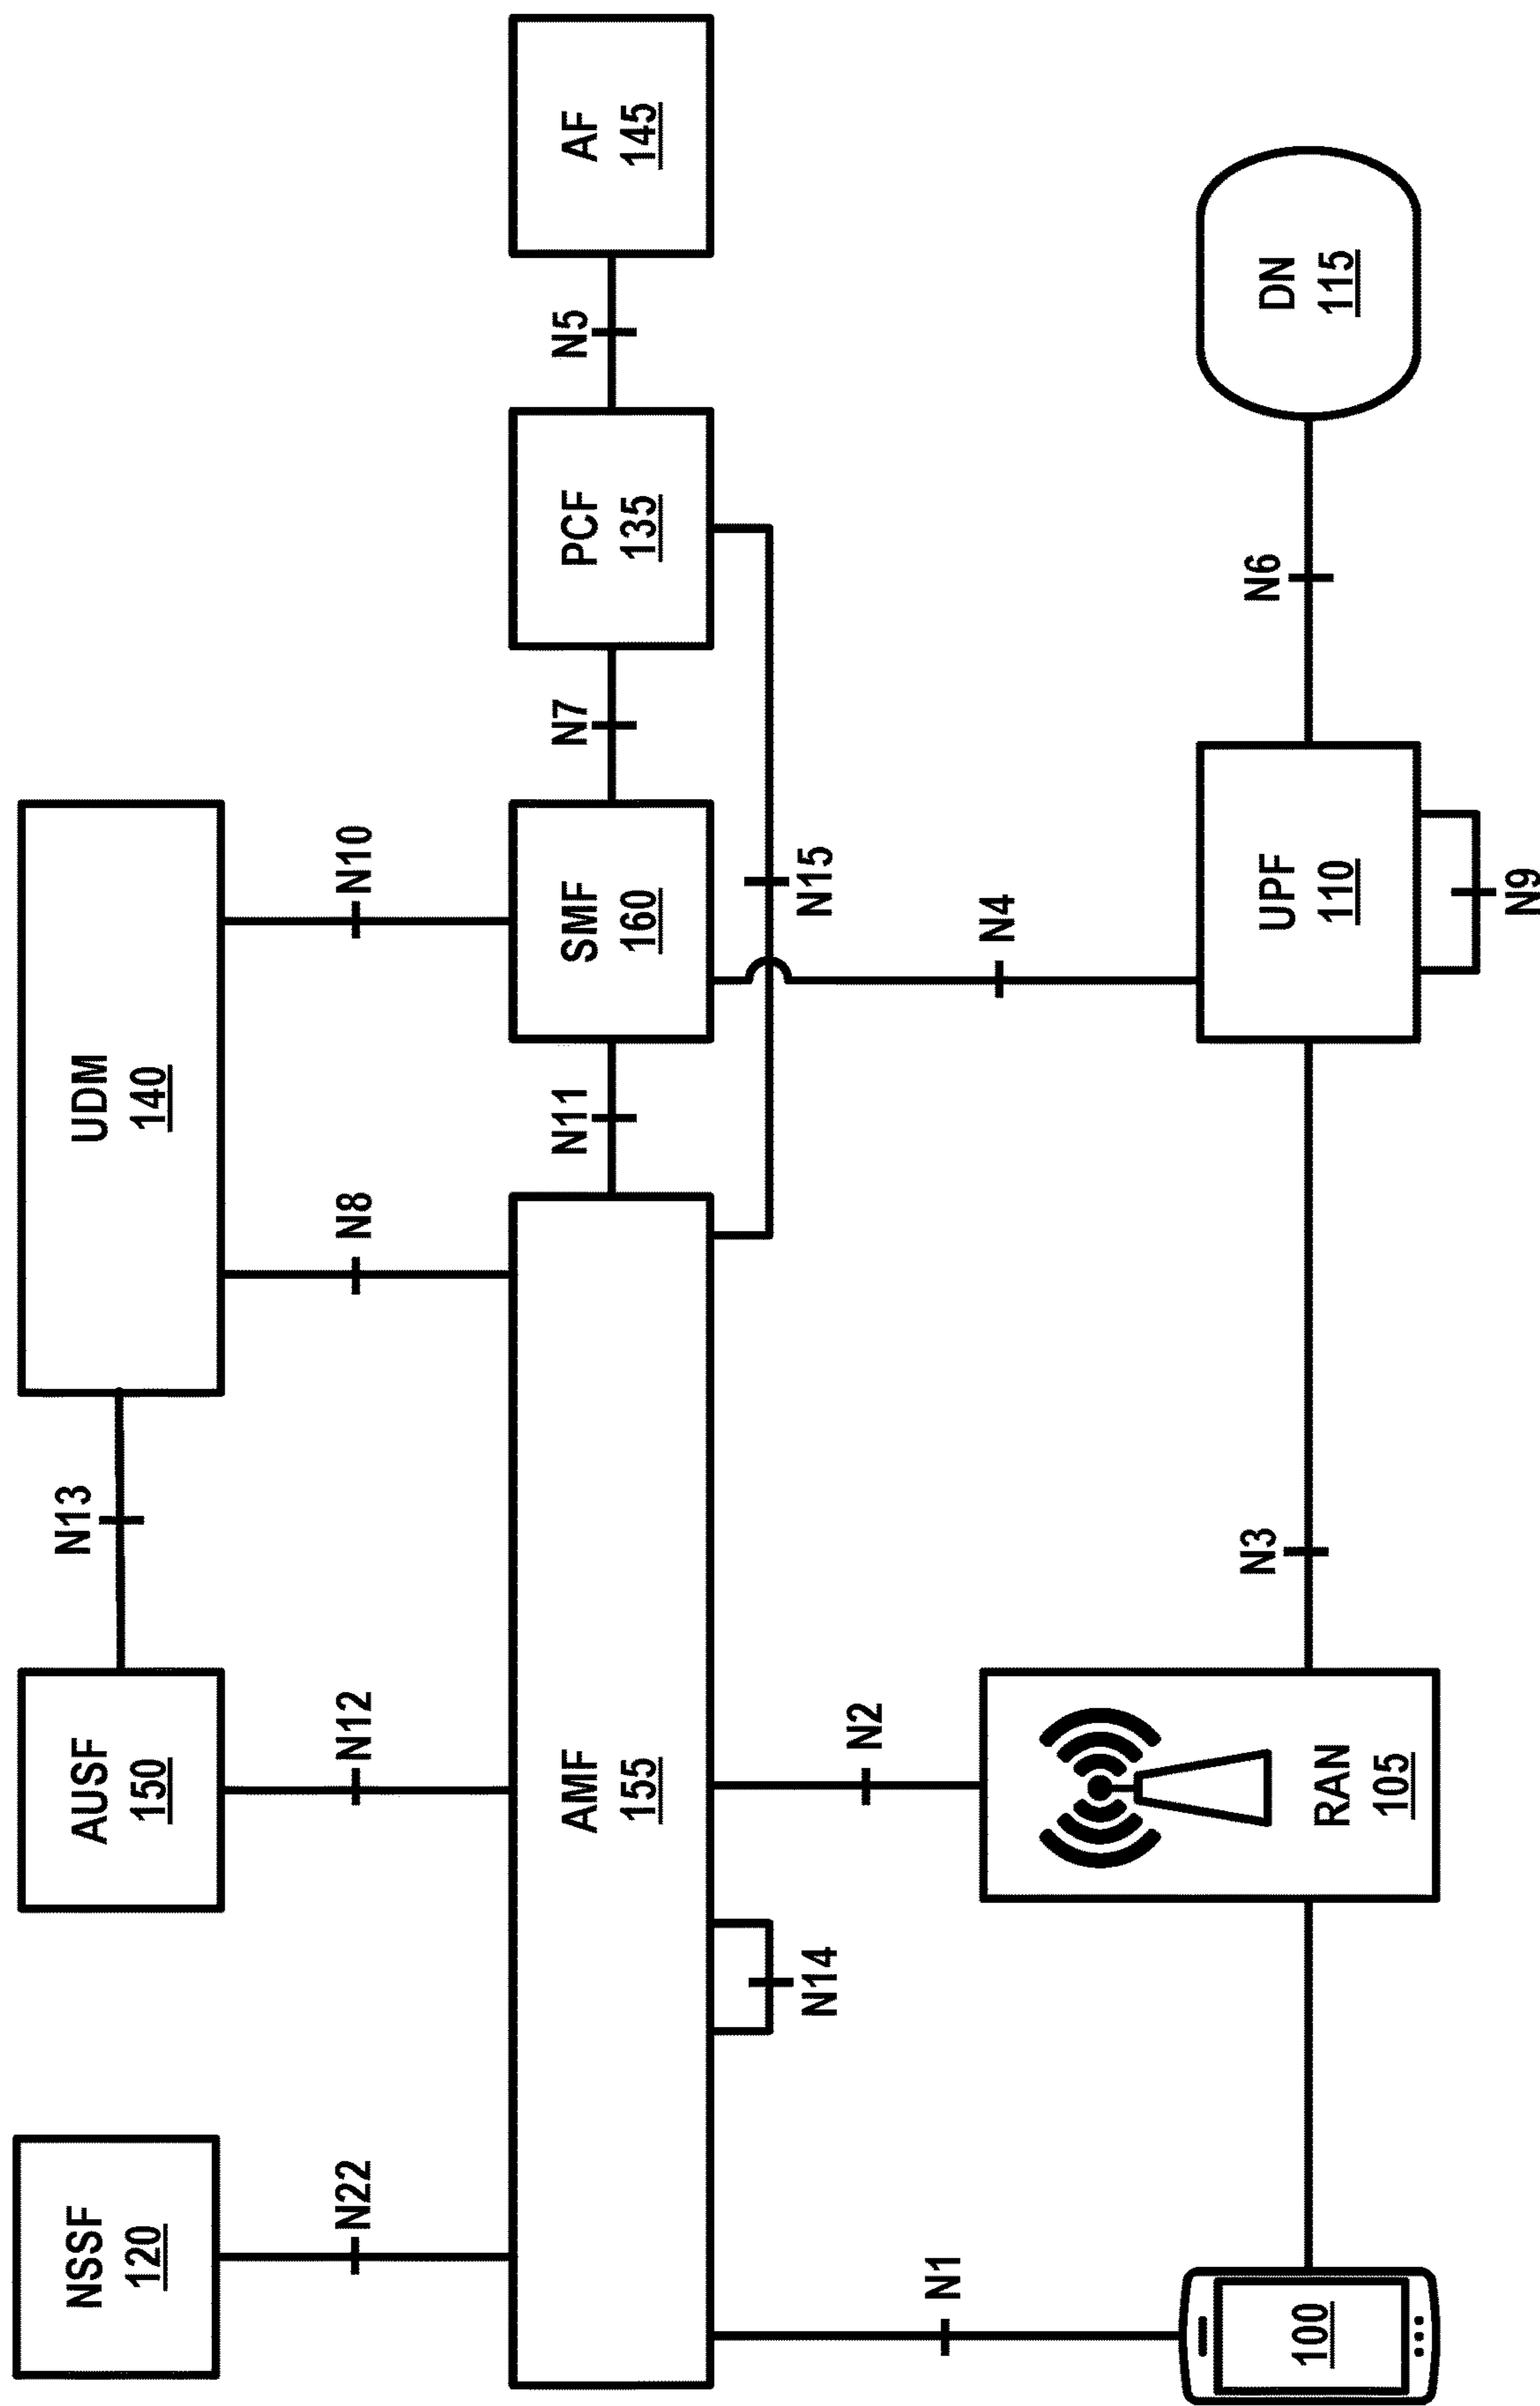 NSSF
120
AUSF
150
N13
UDM
140
N22
N12
N8
N10
AMF
155
N11
SMF
160
N7
PCF
135
N5
AF
145
N14
N15
N1
N2
N4
100
RAN
105
N3
UPF
110
N6
DN
115
N9